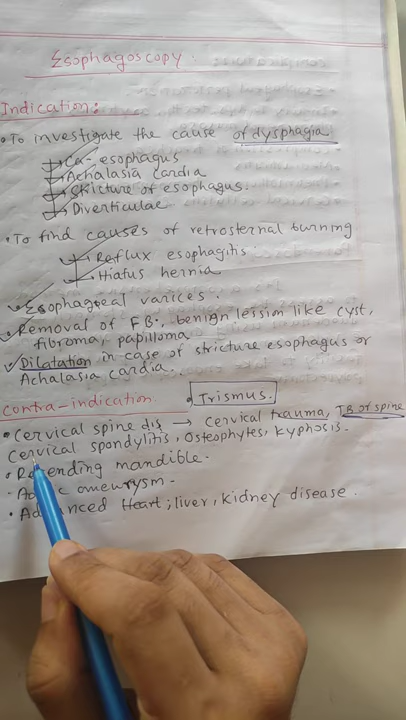 Esophagoscopy.
Indication:
• To investigate the cause of dysphagia
→ Ca- esophagus
→ Achalasia cardia
→ Stricture of esophagus.
→ Diverticulae
• To find causes of retrosternal burning
→ Reflux esophagitis.
→ Hiatus hernia
Esophageal varices.
• Removal of FB, benign lession like cyst,
fibroma, papilloma
Dilatation in case of stricture esophagus or
Achalasia cardia.
Contra-indication. • Trismus.
• Cervical spine dis → cervical trauma, TB of spine
Cervical spondylitis, Osteophytes, Kyphosis.
mandible.
aneurysm.
• Heart, liver, kidney disease.